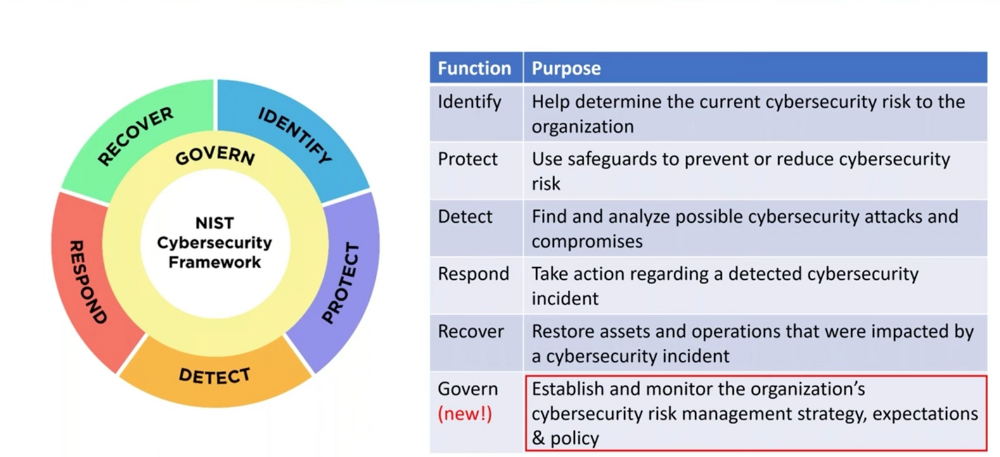 RECOVER
IDENTIFY
GOVERN
NIST
Cybersecurity
Framework
RESPOND
PROTECT
DETECT
Function Purpose
Identify Help determine the current cybersecurity risk to the
organization
Protect Use safeguards to prevent or reduce cybersecurity
risk
Detect Find and analyze possible cybersecurity attacks and
compromises
Respond Take action regarding a detected cybersecurity
incident
Recover Restore assets and operations that were impacted by
a cybersecurity incident
Govern Establish and monitor the organization’s
(new!) cybersecurity risk management strategy, expectations
& policy